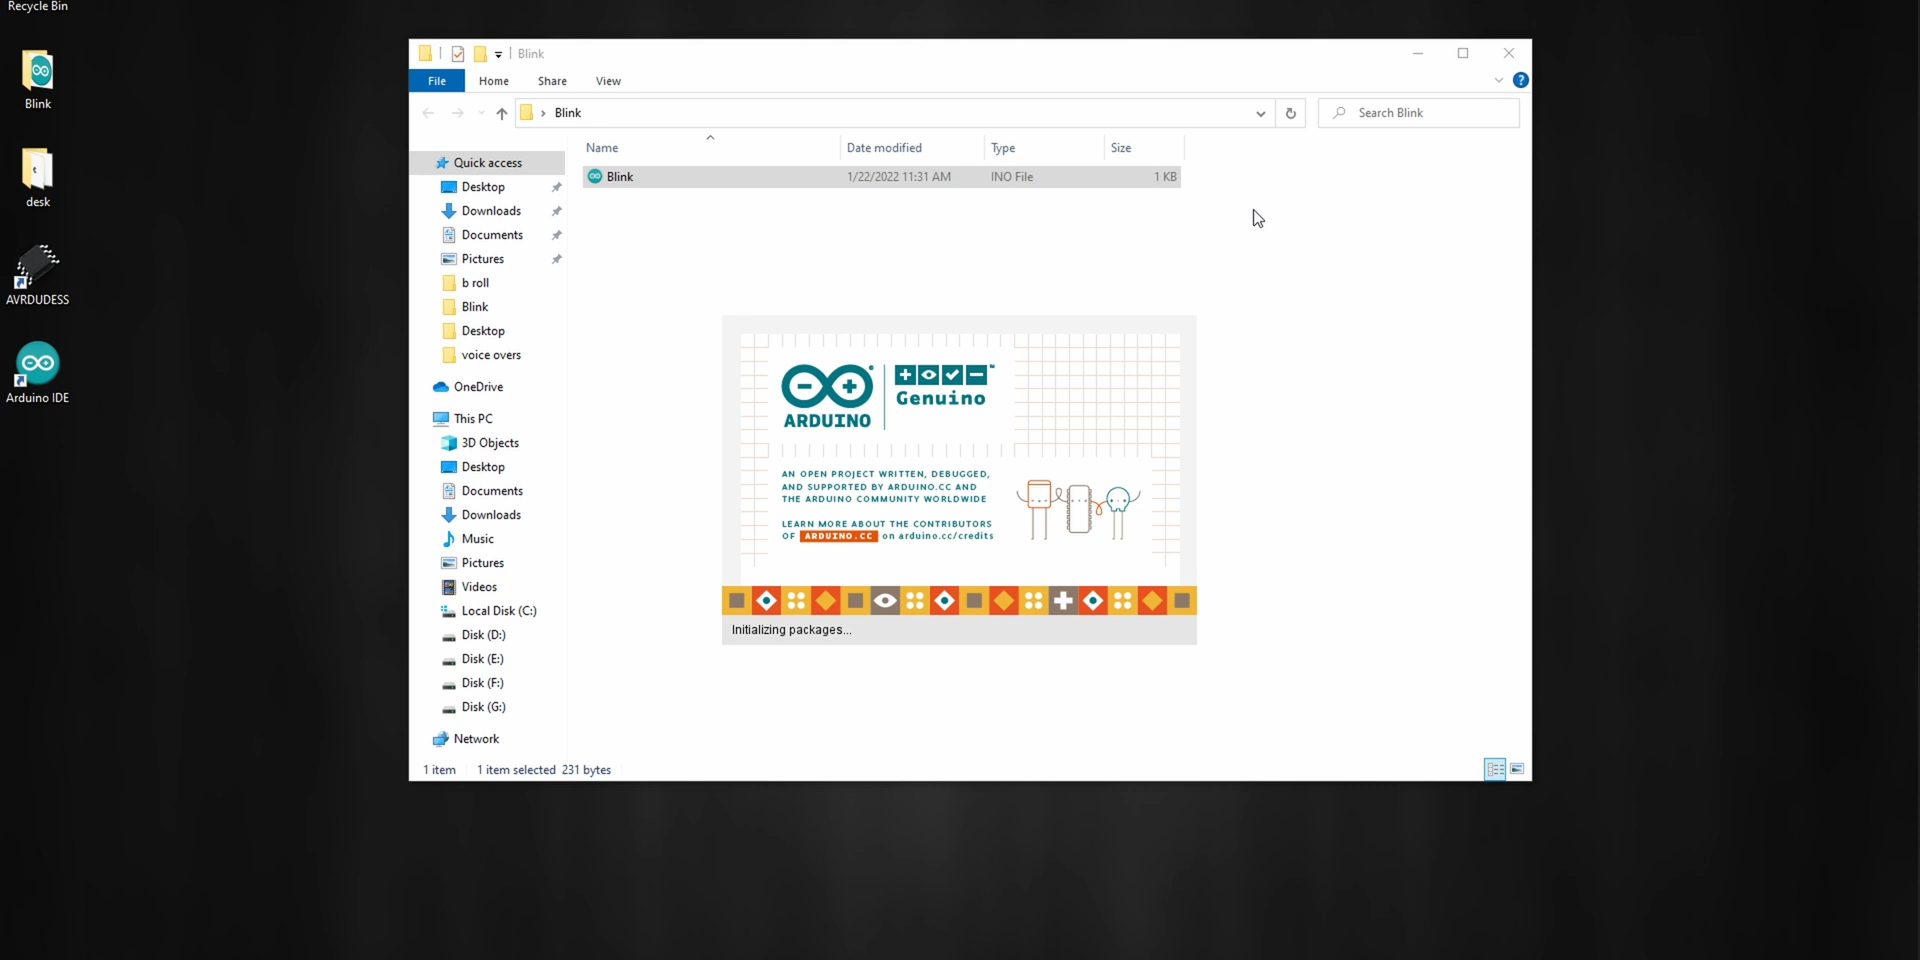 Recycle Bin
Blink
desk
AVRDUDESS
Arduino IDE
Blink
File Home Share View
Blink
Search Blink
Name Date modified Type Size
Blink 1/22/2022 11:31 AM INO File 1 KB
Quick access
Desktop
Downloads
Documents
Pictures
b roll
Blink
Desktop
voice overs
OneDrive
This PC
3D Objects
Desktop
Documents
Downloads
Music
Pictures
Videos
Local Disk (C:)
Disk (D:)
Disk (E:)
Disk (F:)
Disk (G:)
Network
ARDUINO
Genuino
AN OPEN PROJECT WRITTEN, DEBUGGED,
AND SUPPORTED BY ARDUINO.CC AND
THE ARDUINO COMMUNITY WORLDWIDE
LEARN MORE ABOUT THE CONTRIBUTORS
OF ARDUINO.CC on arduino.cc/credits
Initializing packages...
1 item 1 item selected 231 bytes